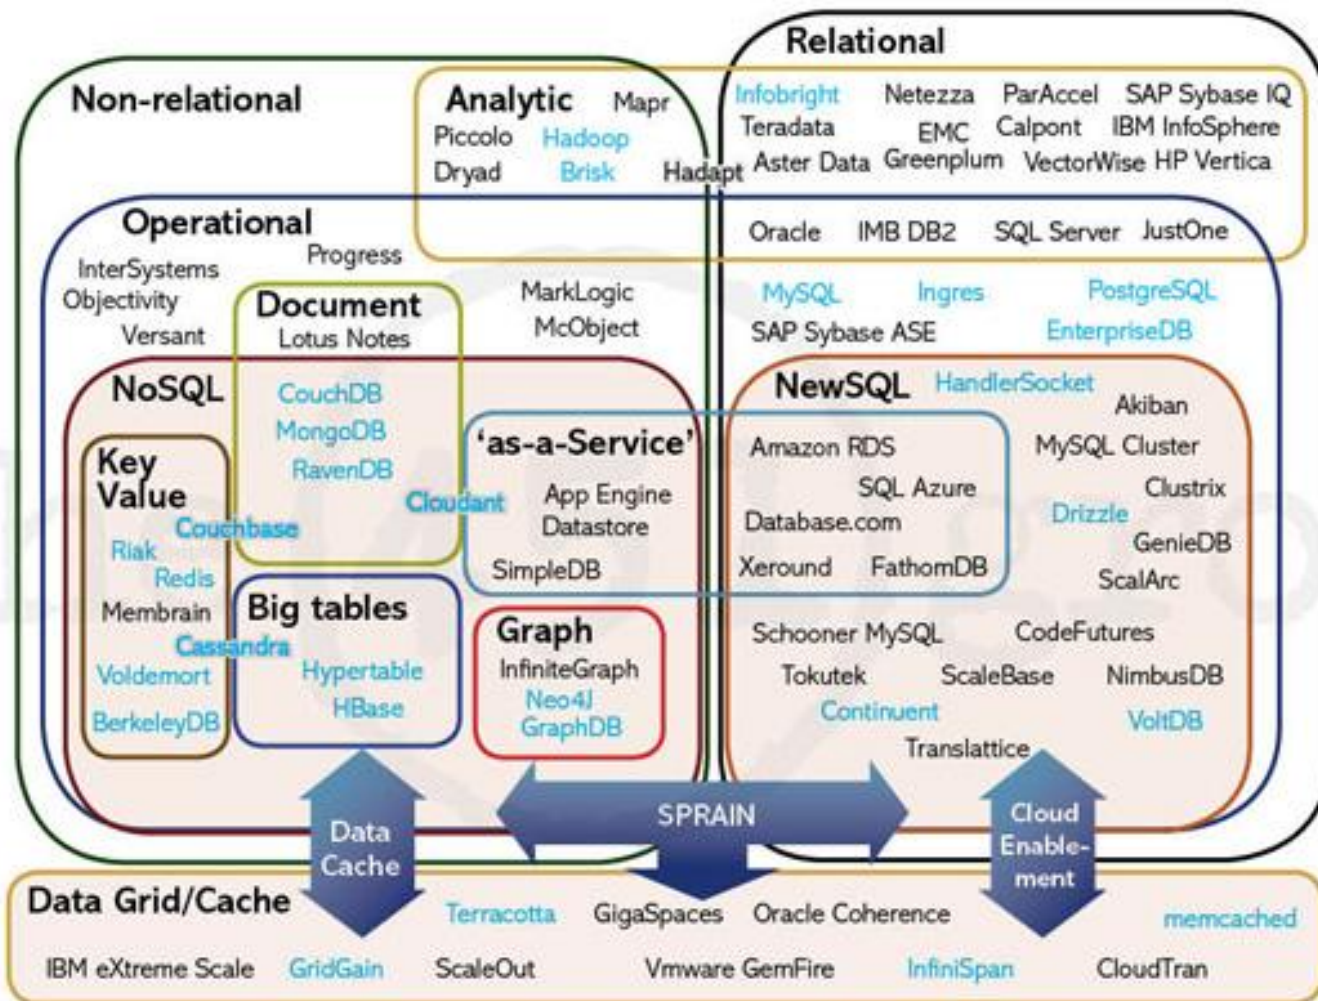 Relational
Non-relational
Analytic Mapr
Piccolo Hadoop
Dryad Brisk Hadapt
Infobright Netezza ParAccel SAP Sybase IQ
Teradata EMC Calpont IBM InfoSphere
Aster Data Greenplum VectorWise HP Vertica
Operational
Oracle IMB DB2 SQL Server JustOne
InterSystems Progress
Objectivity
Versant
Document
Lotus Notes
MarkLogic
McObject
MySQL Ingres PostgreSQL
SAP Sybase ASE EnterpriseDB
NoSQL
CouchDB
MongoDB
RavenDB
Cloudant
Key
Value
Couchbase
Riak
Redis
Membrain
Cassandra
Voldemort
BerkeleyDB
Big tables
Hypertable
HBase
'as-a-Service'
App Engine
Datastore
SimpleDB
Graph
InfiniteGraph
Neo4J
GraphDB
NewSQL HandlerSocket
Akiban
Amazon RDS MySQL Cluster
SQL Azure Clustrix
Database.com Drizzle
GenieDB
Xeround FathomDB ScalArc
Schooner MySQL CodeFutures
Tokutek ScaleBase NimbusDB
Continuent VoltDB
Translattice
Data
Cache
SPRAIN
Cloud
Enable-
ment
Data Grid/Cache
Terracotta GigaSpaces Oracle Coherence memcached
IBM eXtreme Scale GridGain ScaleOut Vmware GemFire InfiniSpan CloudTran